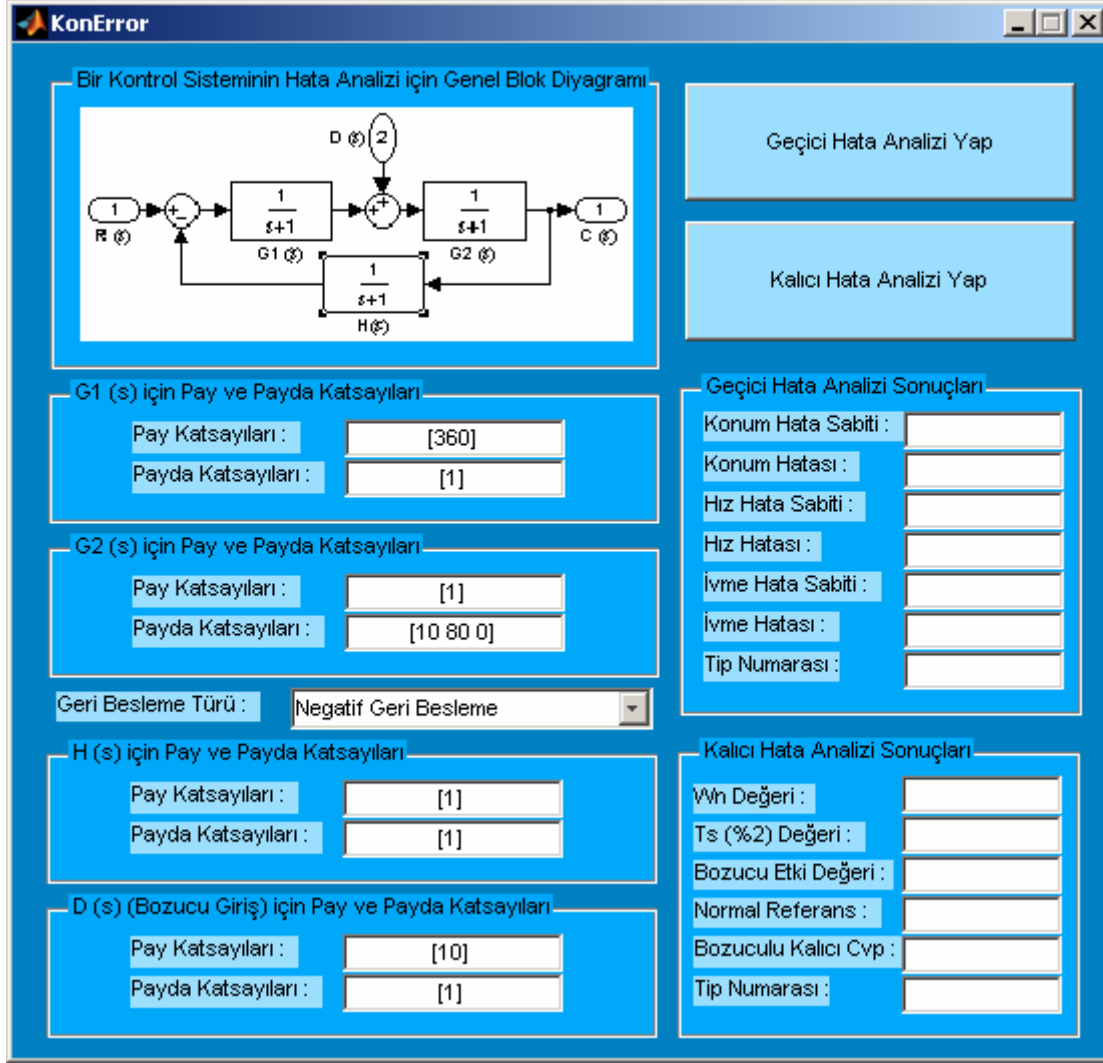 KonError
Bir Kontrol Sisteminin Hata Analizi için Genel Blok Diyagramı
D (s) 2
1
R (s)
+
-
1
s+1
G1 (s)
+ +
1
s+1
G2 (s)
1
C (s)
1
s+1
H(s)
G1 (s) için Pay ve Payda Katsayıları
Pay Katsayıları : [360]
Payda Katsayıları : [1]
G2 (s) için Pay ve Payda Katsayıları
Pay Katsayıları : [1]
Payda Katsayıları : [10 80 0]
Geri Besleme Türü : Negatif Geri Besleme
H (s) için Pay ve Payda Katsayıları
Pay Katsayıları : [1]
Payda Katsayıları : [1]
D (s) (Bozucu Giriş) için Pay ve Payda Katsayıları
Pay Katsayıları : [10]
Payda Katsayıları : [1]
Geçici Hata Analizi Yap
Kalıcı Hata Analizi Yap
Geçici Hata Analizi Sonuçları
Konum Hata Sabiti :
Konum Hatası :
Hız Hata Sabiti :
Hız Hatası :
İvme Hata Sabiti :
İvme Hatası :
Tip Numarası :
Kalıcı Hata Analizi Sonuçları
Wn Değeri :
Ts (%2) Değeri :
Bozucu Etki Değeri :
Normal Referans :
Bozuculu Kalıcı Cvp :
Tip Numarası :